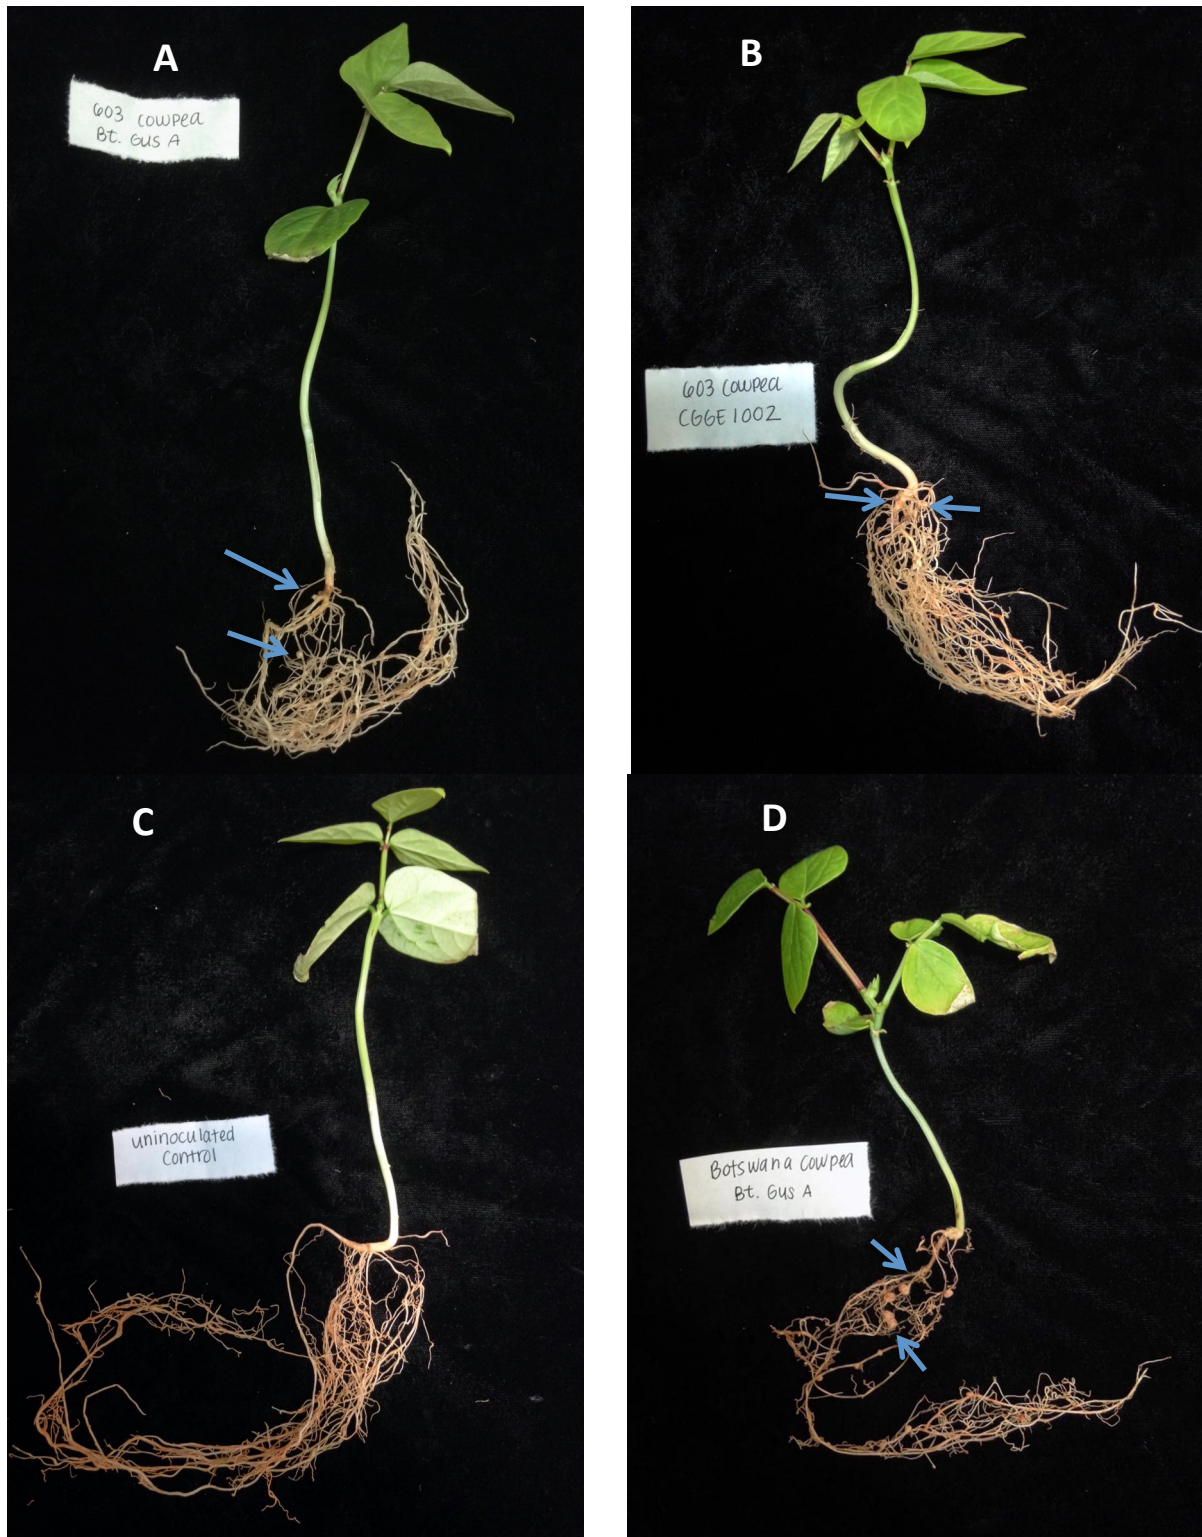 A
603 cowpea
Bt. Gus A
B
603 Cowpea
CGGE 1002
C
uninoculated
Control
D
Botswana Cowpea
Bt. Gus A